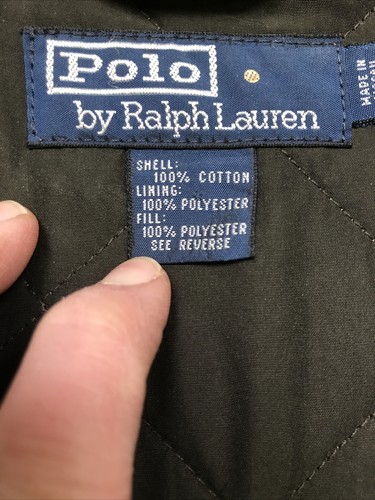 Polo
by Ralph Lauren
MADE IN
SHELL:
100% COTTON
LINING:
100% POLYESTER
FILL:
100% POLYESTER
SEE REVERSE